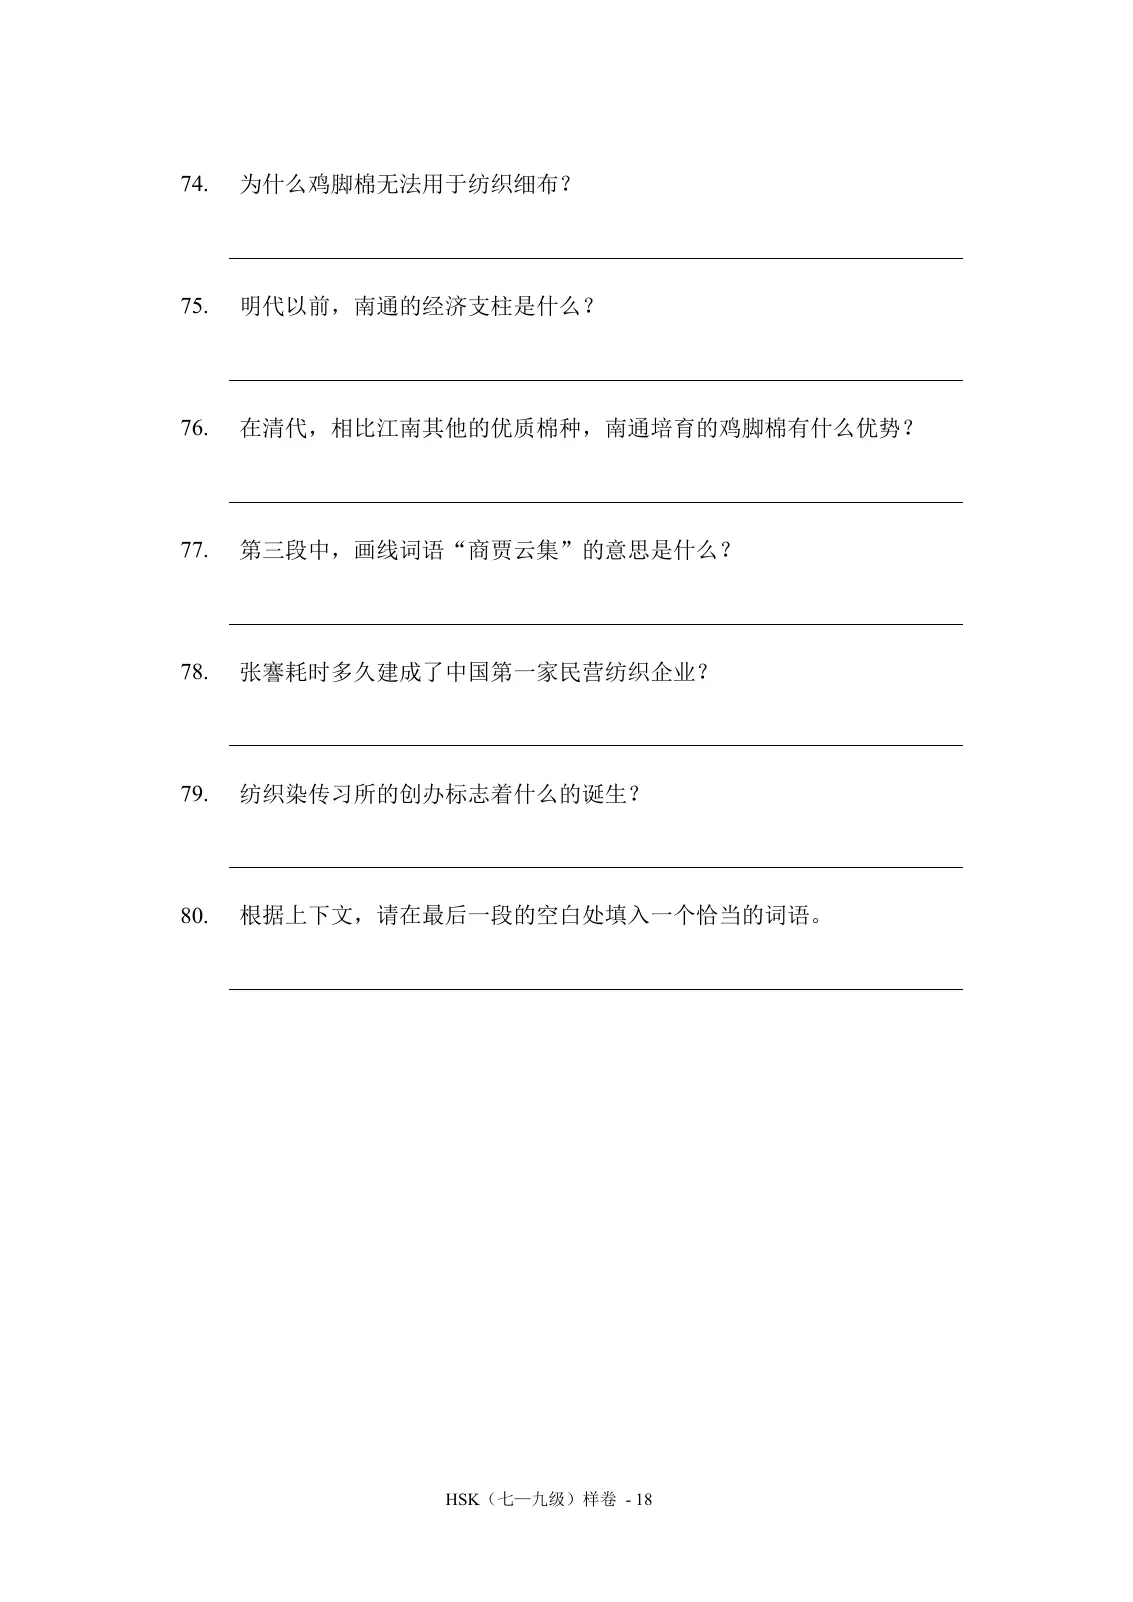 74. 为什么鸡脚棉无法用于纺织细布？
75. 明代以前，南通的经济支柱是什么？
76. 在清代，相比江南其他的优质棉种，南通培育的鸡脚棉有什么优势？
77. 第三段中，画线词语“商贾云集”的意思是什么？
78. 张謇耗时多久建成了中国第一家民营纺织企业？
79. 纺织染传习所的创办标志着什么的诞生？
80. 根据上下文，请在最后一段的空白处填入一个恰当的词语。
HSK（七—九级）样卷 - 18